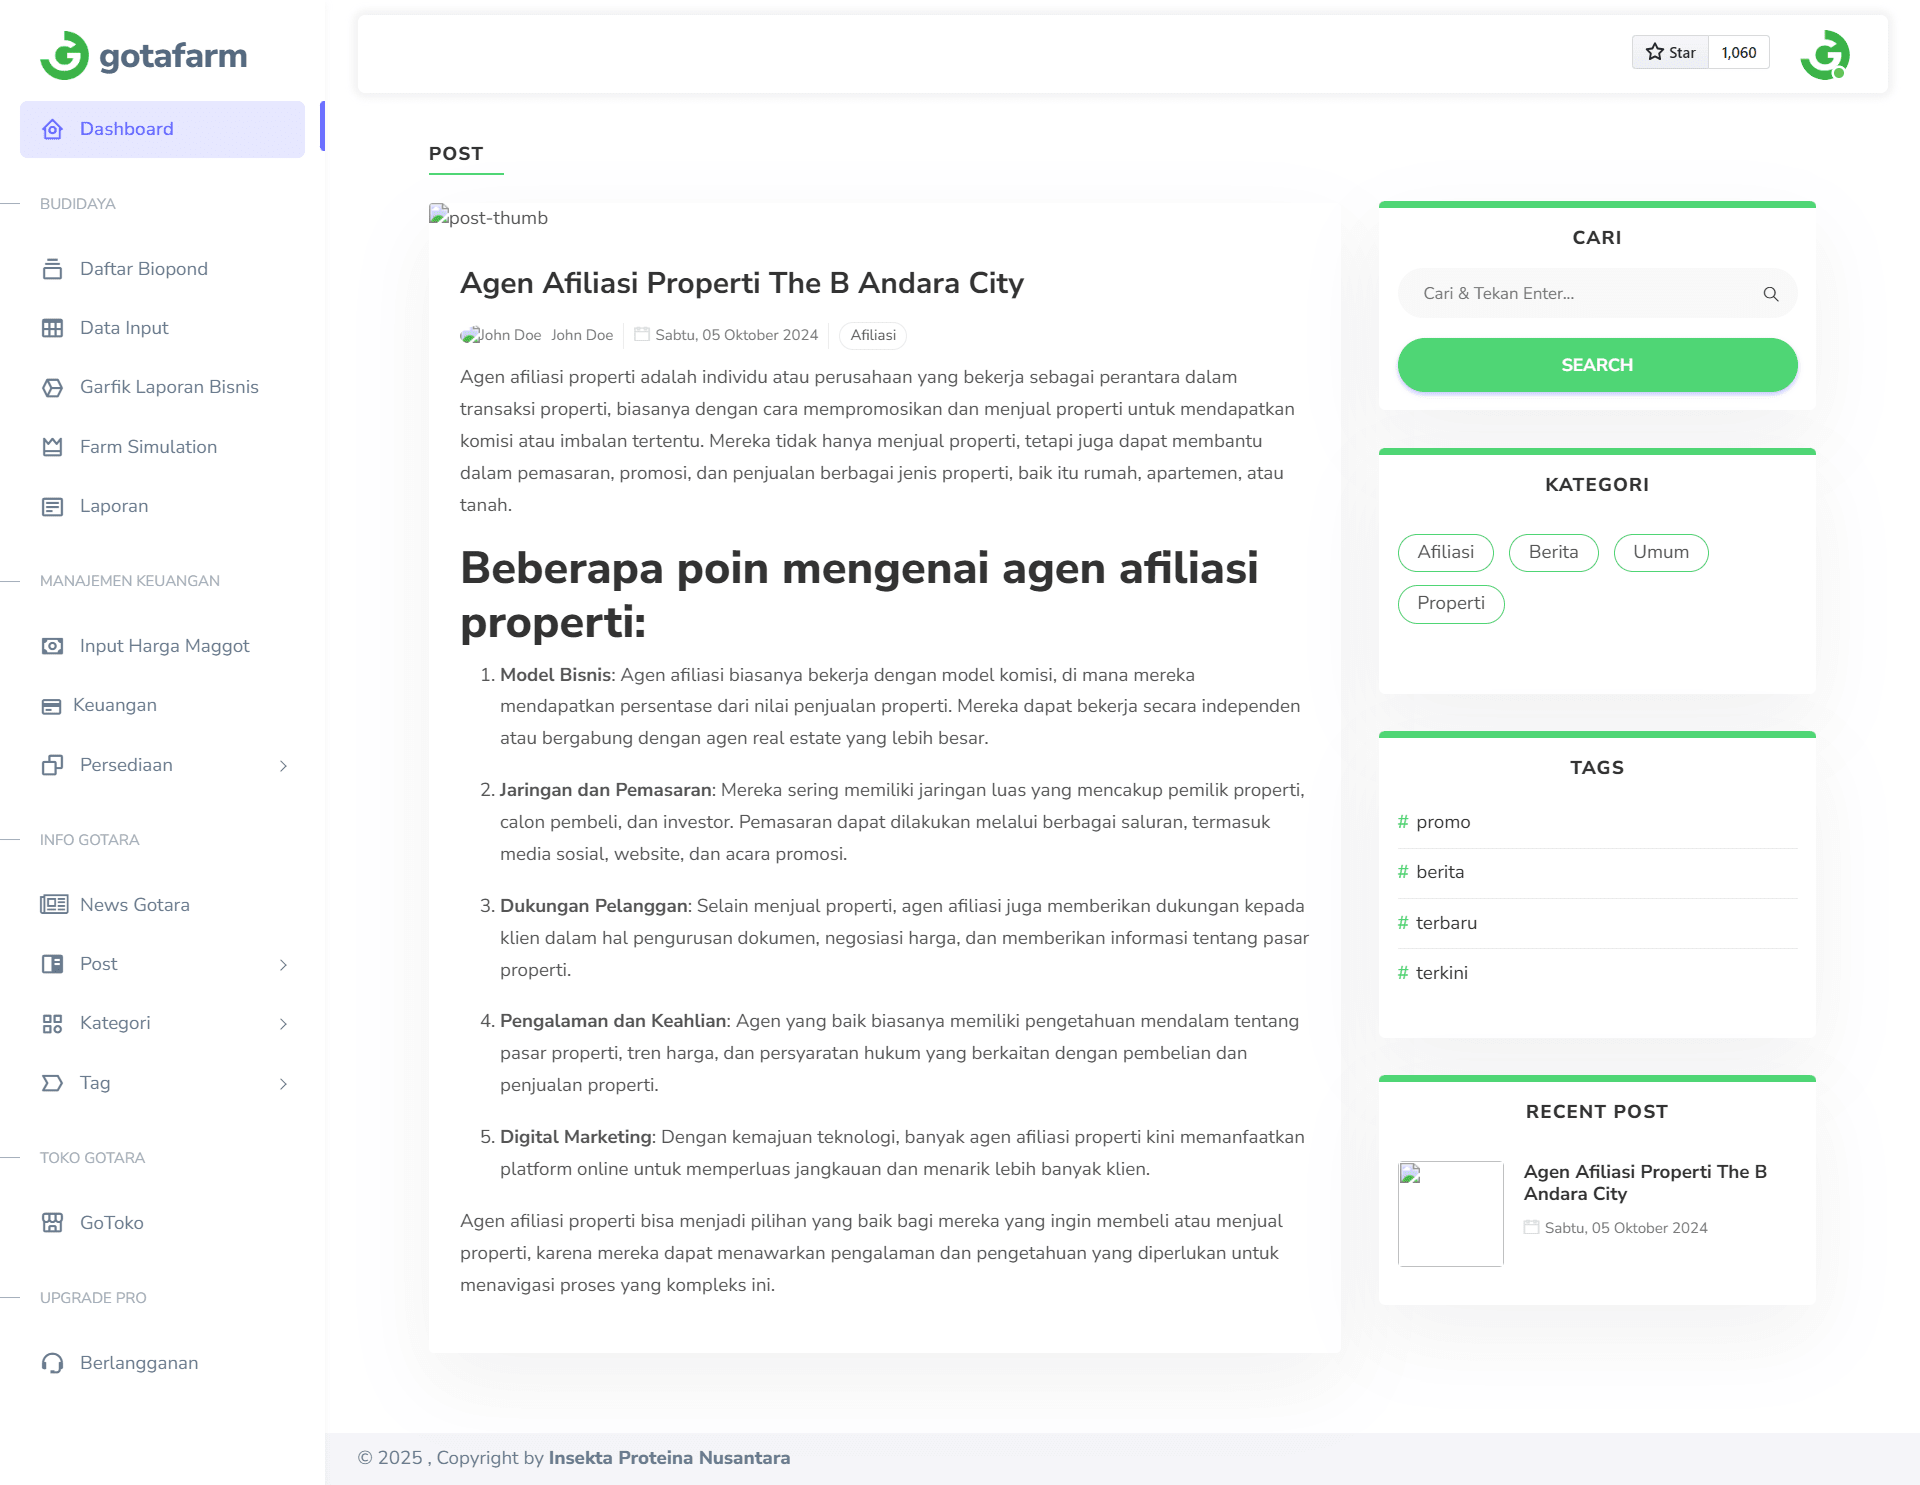 gotafarm
Dashboard
BUDIDAYA
Daftar Biopond
Data Input
Garfik Laporan Bisnis
Farm Simulation
Laporan
MANAJEMEN KEUANGAN
Input Harga Maggot
Keuangan
Persediaan
INFO GOTARA
News Gotara
Post
Kategori
Tag
TOKO GOTARA
GoToko
UPGRADE PRO
Berlangganan
Star
1,060
POST
post-thumb
Agen Afiliasi Properti The B Andara City
John Doe John Doe Sabtu, 05 Oktober 2024 Afiliasi
Agen afiliasi properti adalah individu atau perusahaan yang bekerja sebagai perantara dalam
transaksi properti, biasanya dengan cara mempromosikan dan menjual properti untuk mendapatkan
komisi atau imbalan tertentu. Mereka tidak hanya menjual properti, tetapi juga dapat membantu
dalam pemasaran, promosi, dan penjualan berbagai jenis properti, baik itu rumah, apartemen, atau
tanah.
Beberapa poin mengenai agen afiliasi
properti:
1. Model Bisnis: Agen afiliasi biasanya bekerja dengan model komisi, di mana mereka
mendapatkan persentase dari nilai penjualan properti. Mereka dapat bekerja secara independen
atau bergabung dengan agen real estate yang lebih besar.
2. Jaringan dan Pemasaran: Mereka sering memiliki jaringan luas yang mencakup pemilik properti,
calon pembeli, dan investor. Pemasaran dapat dilakukan melalui berbagai saluran, termasuk
media sosial, website, dan acara promosi.
3. Dukungan Pelanggan: Selain menjual properti, agen afiliasi juga memberikan dukungan kepada
klien dalam hal pengurusan dokumen, negosiasi harga, dan memberikan informasi tentang pasar
properti.
4. Pengalaman dan Keahlian: Agen yang baik biasanya memiliki pengetahuan mendalam tentang
pasar properti, tren harga, dan persyaratan hukum yang berkaitan dengan pembelian dan
penjualan properti.
5. Digital Marketing: Dengan kemajuan teknologi, banyak agen afiliasi properti kini memanfaatkan
platform online untuk memperluas jangkauan dan menarik lebih banyak klien.
Agen afiliasi properti bisa menjadi pilihan yang baik bagi mereka yang ingin membeli atau menjual
properti, karena mereka dapat menawarkan pengalaman dan pengetahuan yang diperlukan untuk
menavigasi proses yang kompleks ini.
CARI
Cari & Tekan Enter...
SEARCH
KATEGORI
Afiliasi Berita Umum
Properti
TAGS
# promo
# berita
# terbaru
# terkini
RECENT POST
Agen Afiliasi Properti The B
Andara City
Sabtu, 05 Oktober 2024
© 2025 , Copyright by Insekta Proteina Nusantara